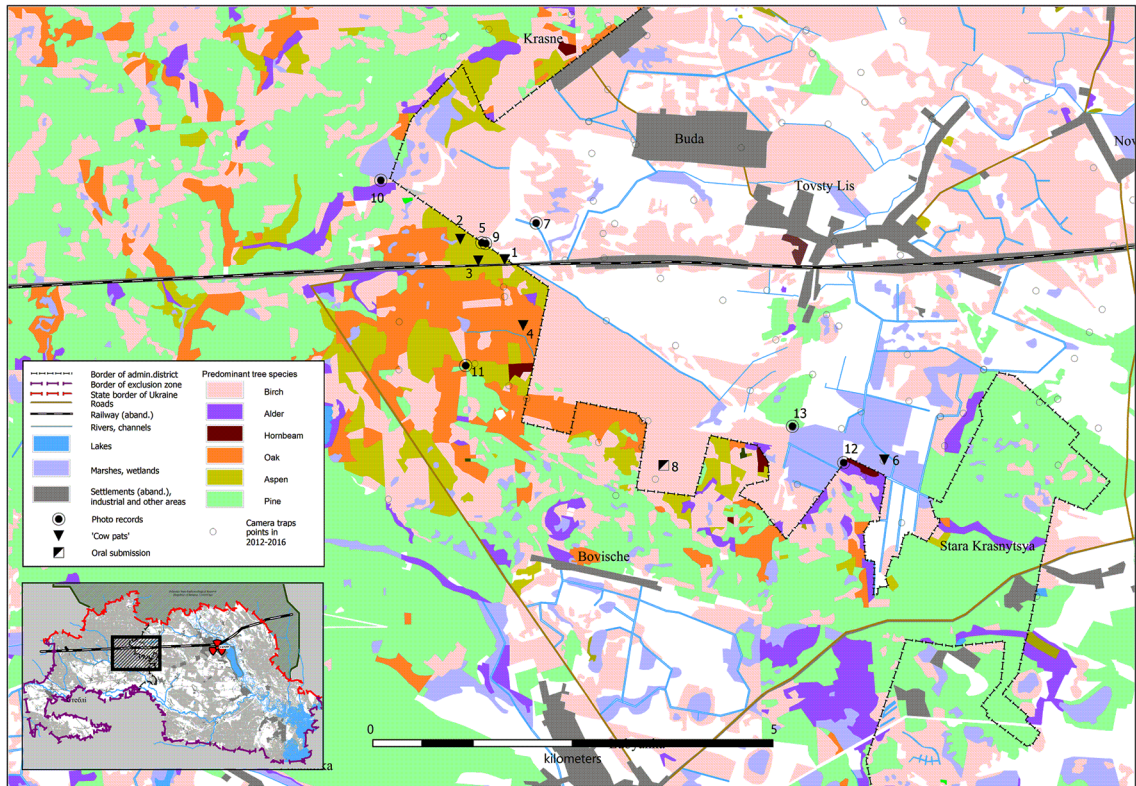 Krasne
Buda
Nov
Tovsty Lis
10
2
5
9
7
1
3
4
11
13
12
6
8
Bovische
Stara Krasnytsya
Border of admin.district
Border of exclusion zone
State border of Ukraine
Roads
Railway (aband.)
Rivers, channels
Lakes
Marshes, wetlands
Settlements (aband.),
industrial and other areas
Photo records
'Cow pats'
Oral submission
Predominant tree species
Birch
Alder
Hornbeam
Oak
Aspen
Pine
Camera traps
points in
2012-2016
0
5
kilometers
ka